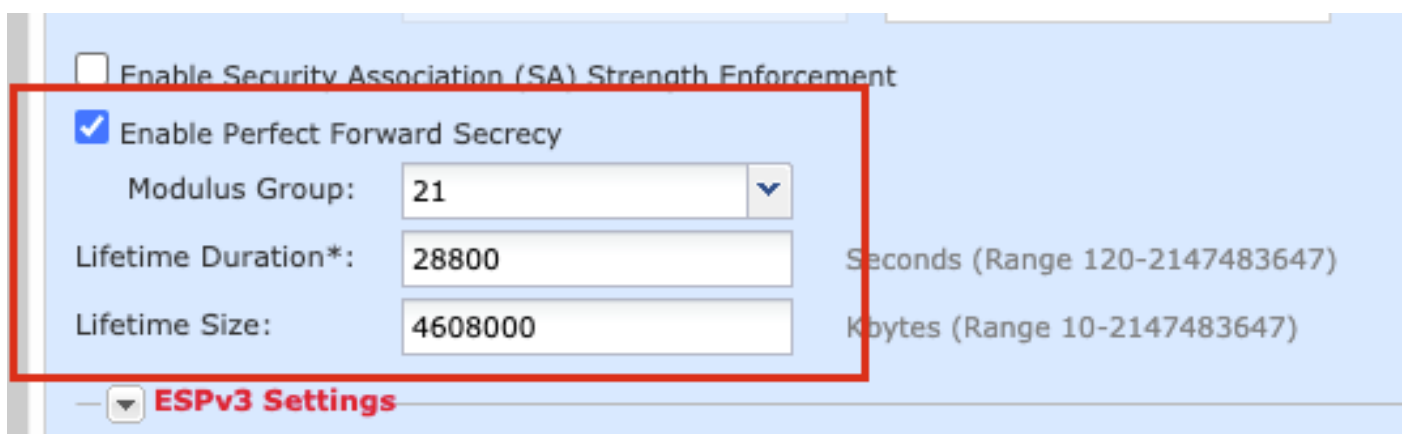 Enable Security Association (SA) Strength Enforcement
Enable Perfect Forward Secrecy
Modulus Group: 21
Lifetime Duration*: 28800 Seconds (Range 120-2147483647)
Lifetime Size: 4608000 Kbytes (Range 10-2147483647)
ESPv3 Settings